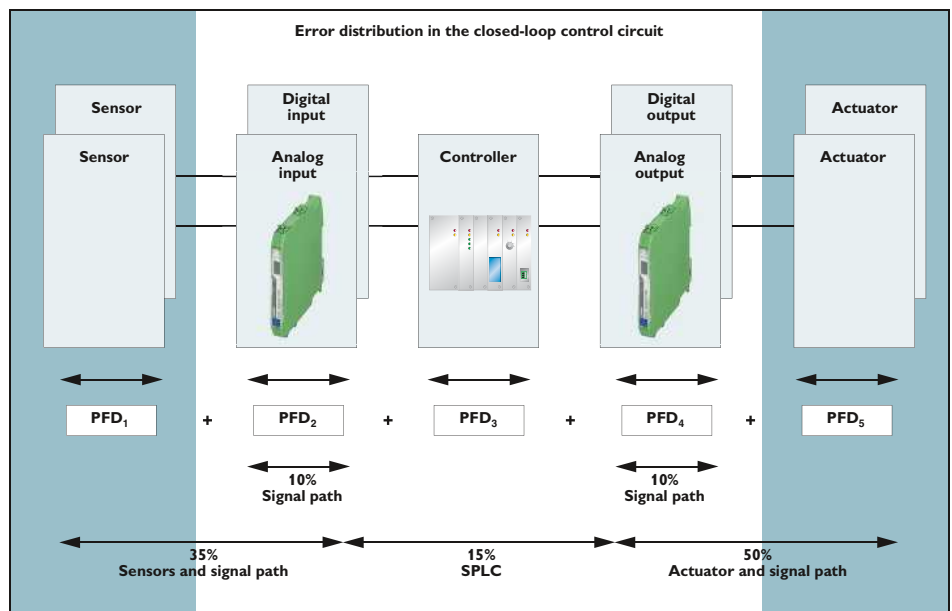 Error distribution in the closed-loop control circuit
Sensor
Digital
input
Digital
output
Actuator
Sensor
Analog
input
Controller
Analog
output
Actuator
PFD₁ + PFD₂ + PFD₃ + PFD₄ + PFD₅
10%
Signal path
10%
Signal path
35%
Sensors and signal path
15%
SPLC
50%
Actuator and signal path